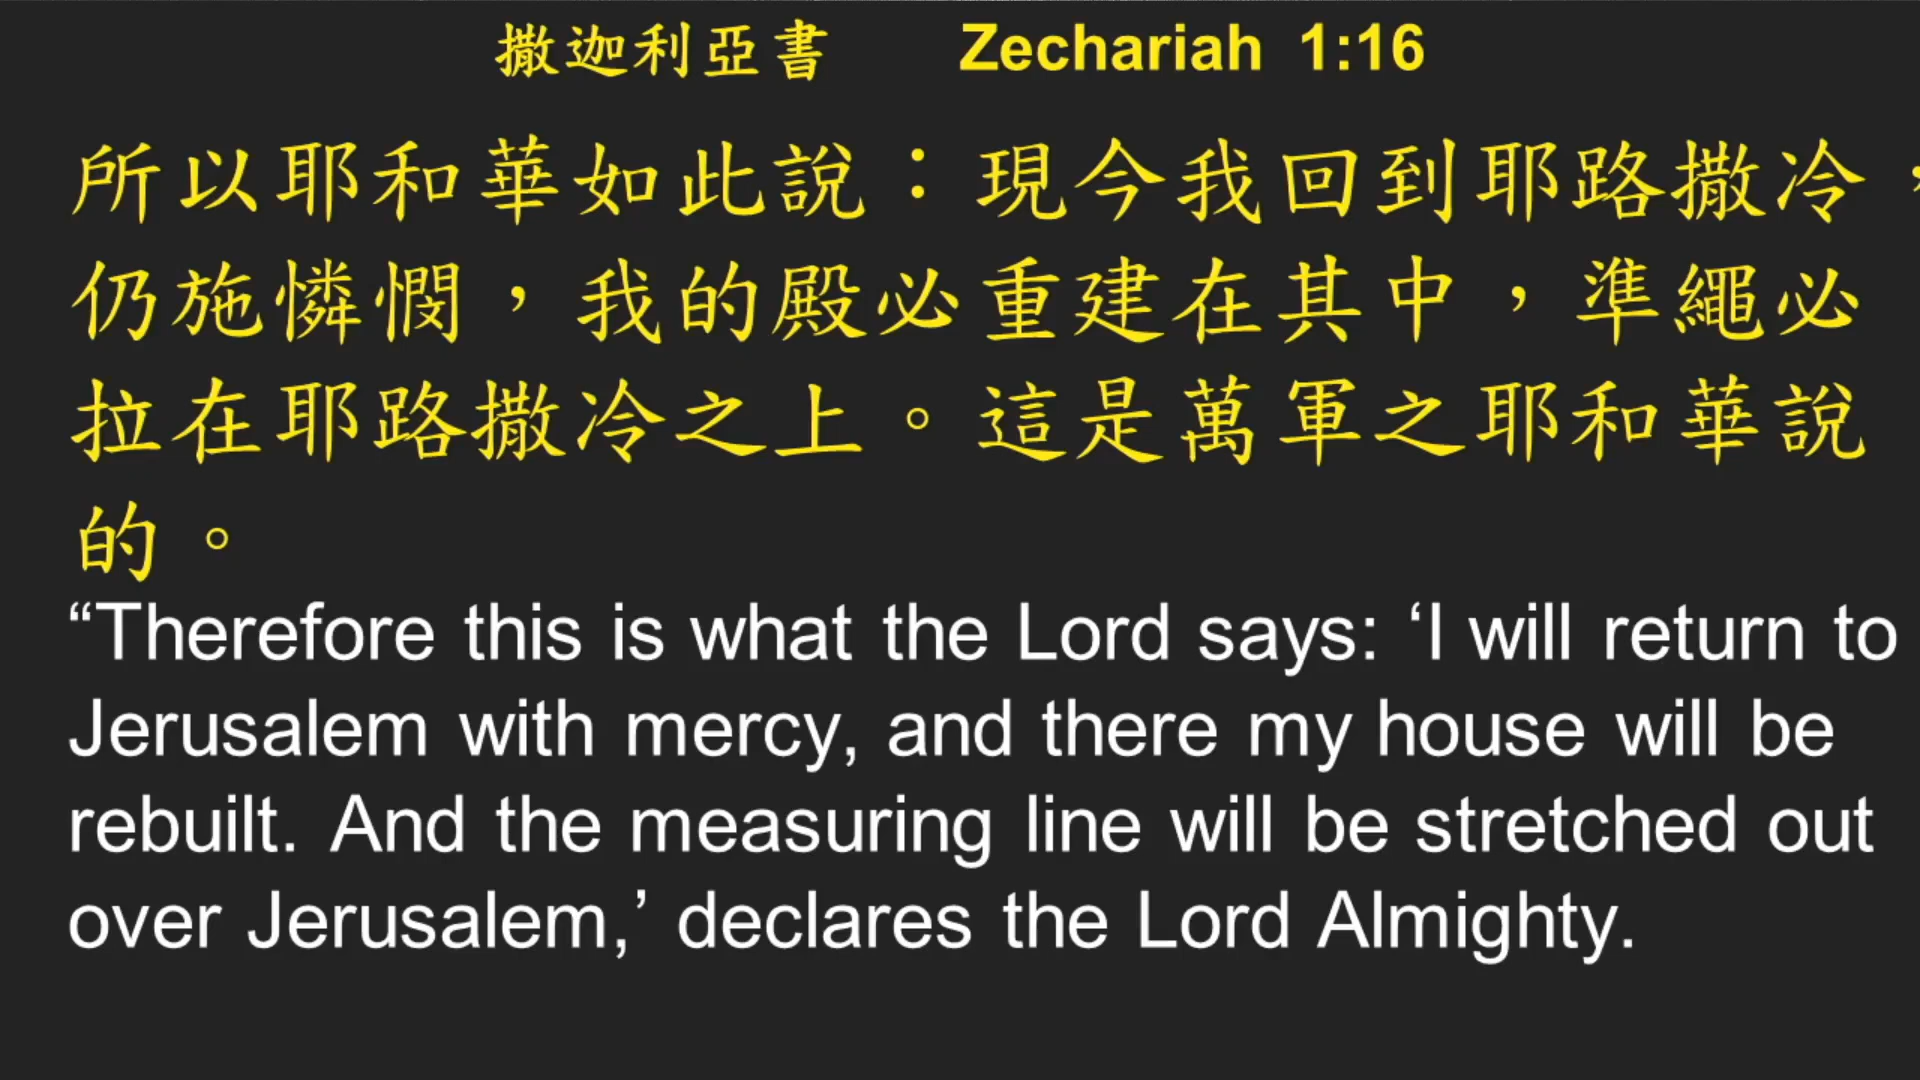 撒迦利亞書 Zechariah 1:16
所以耶和華如此說：現今我回到耶路撒冷，
仍施憐憫，我的殿必重建在其中，準繩必
拉在耶路撒冷之上。這是萬軍之耶和華說
的。
“Therefore this is what the Lord says: ‘I will return to
Jerusalem with mercy, and there my house will be
rebuilt. And the measuring line will be stretched out
over Jerusalem,’ declares the Lord Almighty.